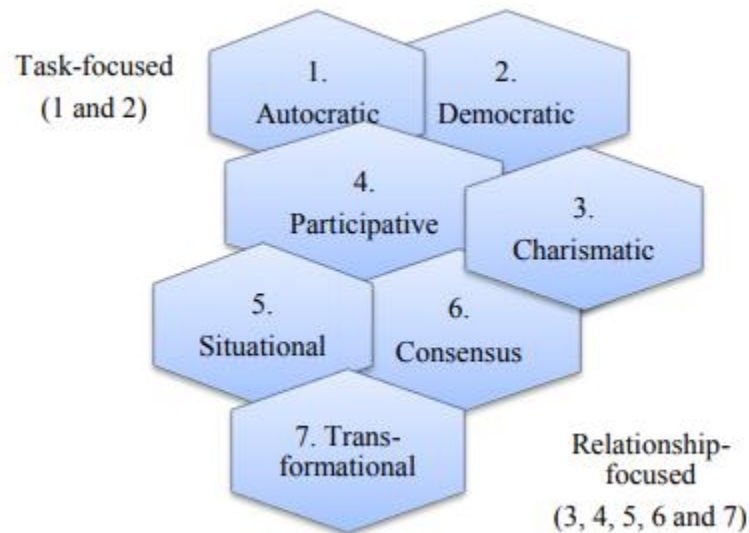 Task-focused
(1 and 2)
1.
Autocratic
2.
Democratic
4.
Participative
3.
Charismatic
5.
Situational
6.
Consensus
7. Trans-
formational
Relationship-
focused
(3, 4, 5, 6 and 7)